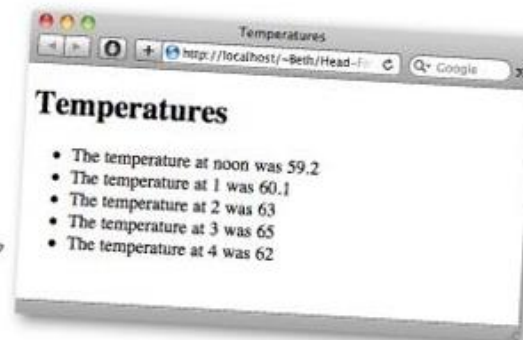 Temperatures
http://localhost/~Beth/Head-Fi
Google
Temperatures
• The temperature at noon was 59.2
• The temperature at 1 was 60.1
• The temperature at 2 was 63
• The temperature at 3 was 65
• The temperature at 4 was 62